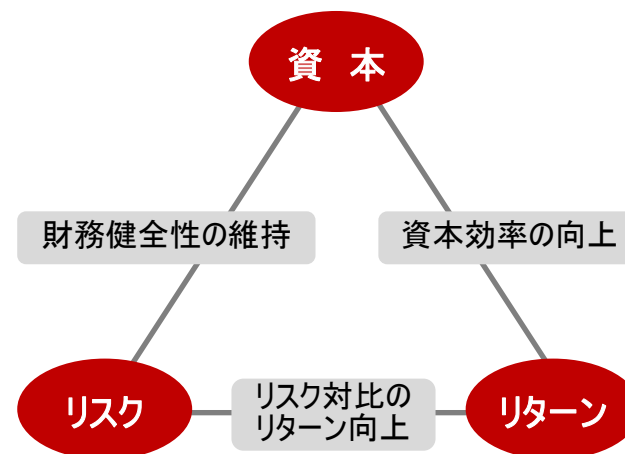 資 本
財務健全性の維持
資本効率の向上
リスク
リスク対比の
リターン向上
リターン